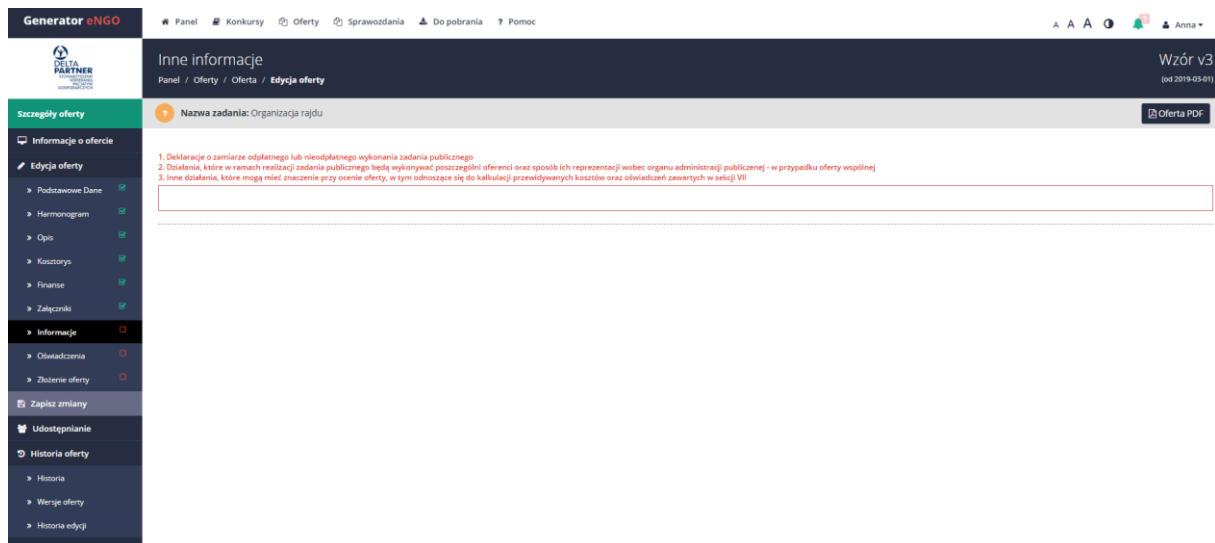 Generator eNGO
Panel Konkursy Oferty Sprawozdania Do pobrania ? Pomoc
A A A 1 Anna
DELTA
PARTNER
Inne informacje
Panel / Oferty / Oferta / Edycja oferty
Wzór v3
(od 2019-03-01)
Szczegóły oferty
? Nazwa zadania: Organizacja rajdu
Oferta PDF
Informacje o ofercie
Edycja oferty
» Podstawowe Dane
» Harmonogram
» Opis
» Kosztorys
» Finanse
» Załączniki
» Informacje
» Oświadczenia
» Złożenie oferty
Zapisz zmiany
Udostępnianie
Historia oferty
» Historia
» Wersje oferty
» Historia edycji
1. Deklaracje o zamiarze odpłatnego lub nieodpłatnego wykonania zadania publicznego
2. Działania, które w ramach realizacji zadania publicznego będą wykonywać poszczególni oferenci oraz sposób ich reprezentacji wobec organu administracji publicznej - w przypadku oferty wspólnej
3. Inne działania, które mogą mieć znaczenie przy ocenie oferty, w tym odnoszące się do kalkulacji przewidywanych kosztów oraz oświadczeń zawartych w sekcji VII